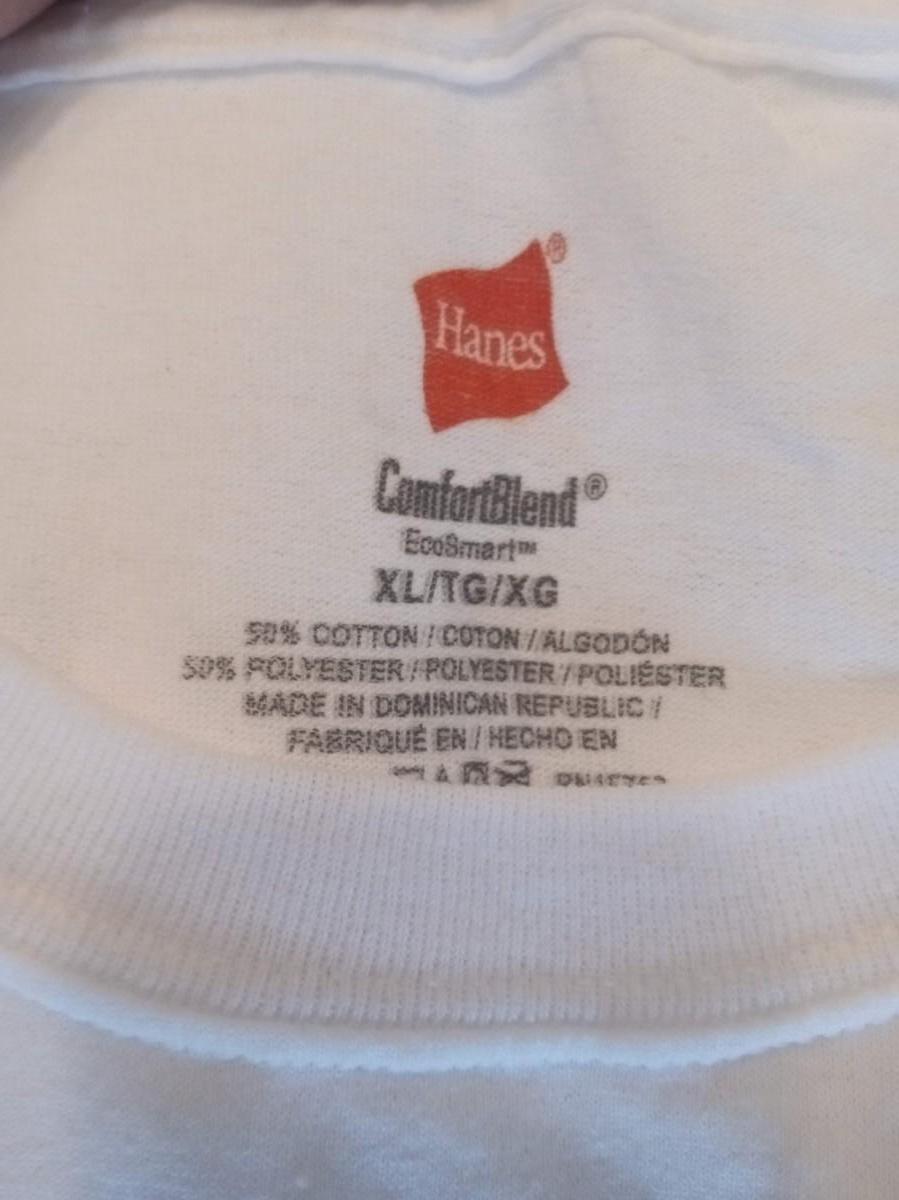 Hanes®
ComfortBlend®
EcoSmart™
XL/TG/XG
50% COTTON / COTON / ALGODÓN
50% POLYESTER / POLYESTER / POLIÉSTER
MADE IN DOMINICAN REPUBLIC /
FABRIQUÉ EN / HECHO EN